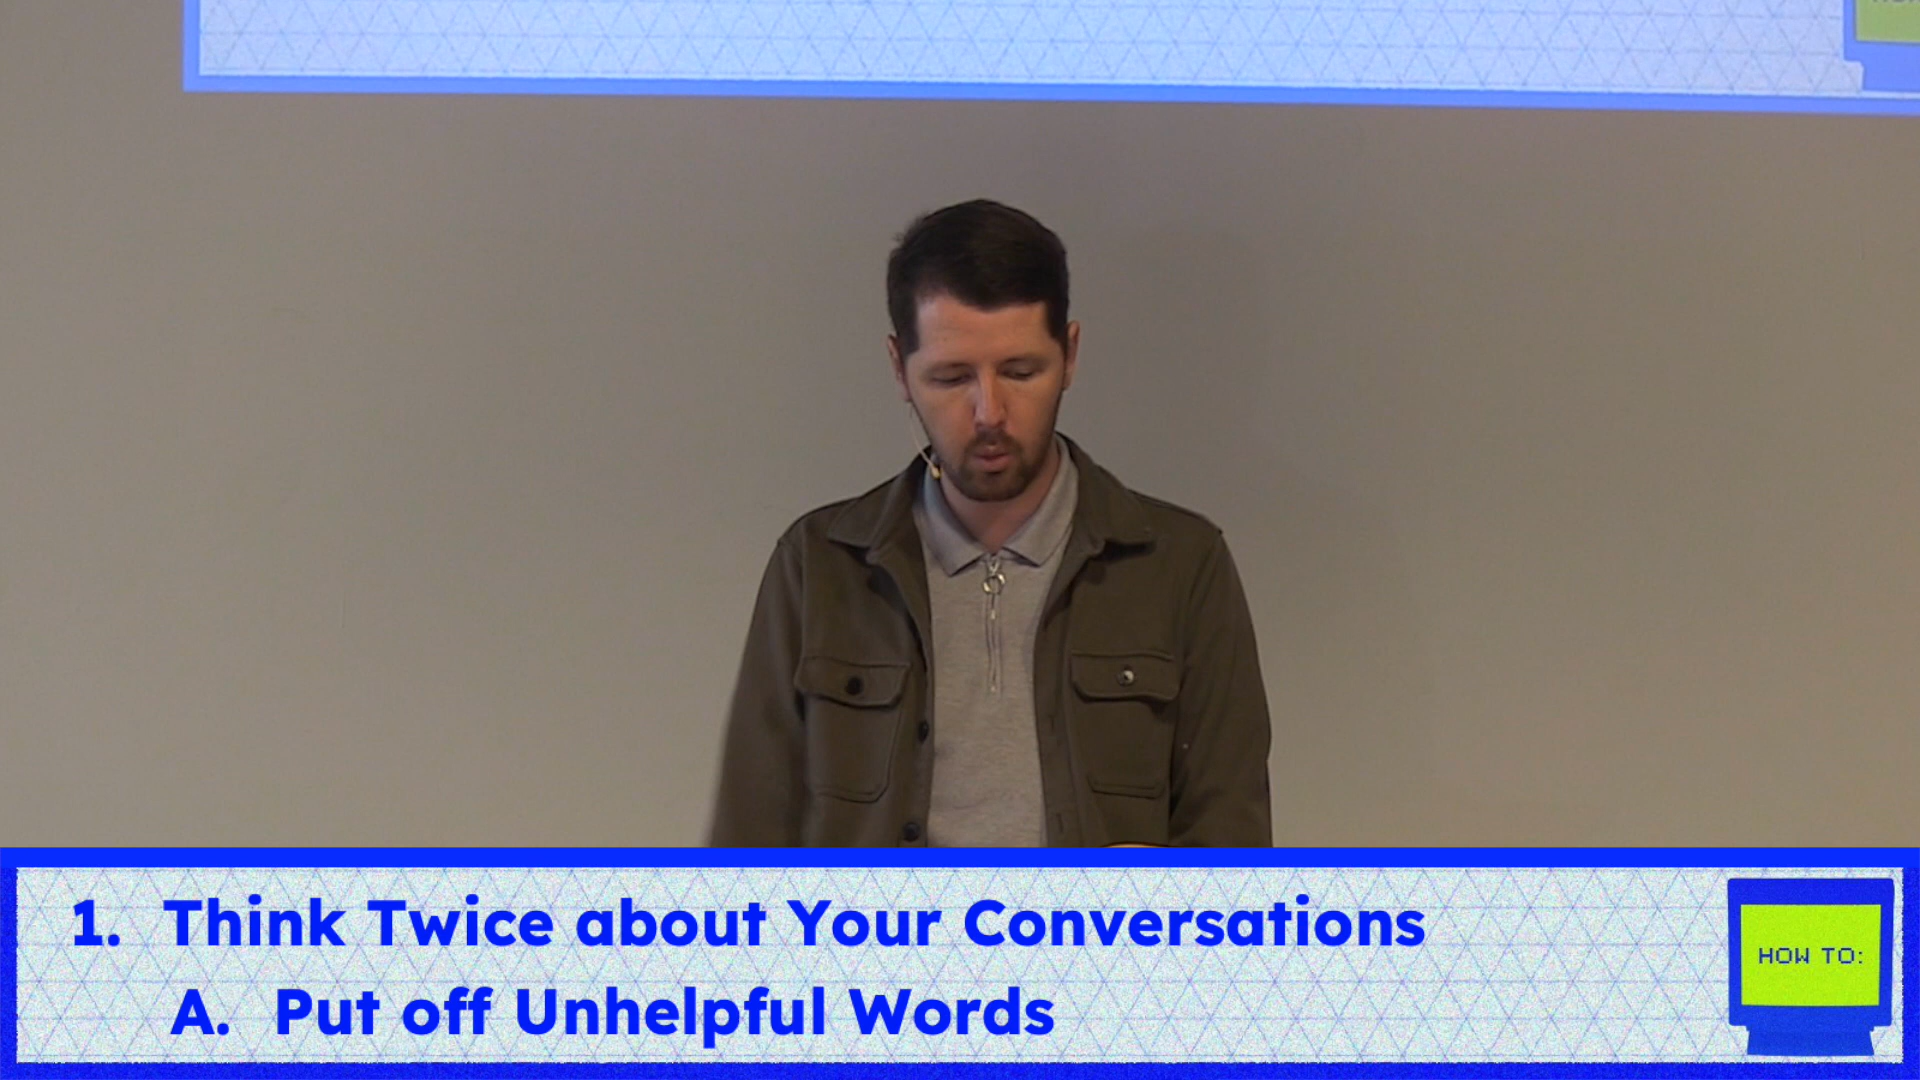 1. Think Twice about Your Conversations
A. Put off Unhelpful Words
HOW TO: